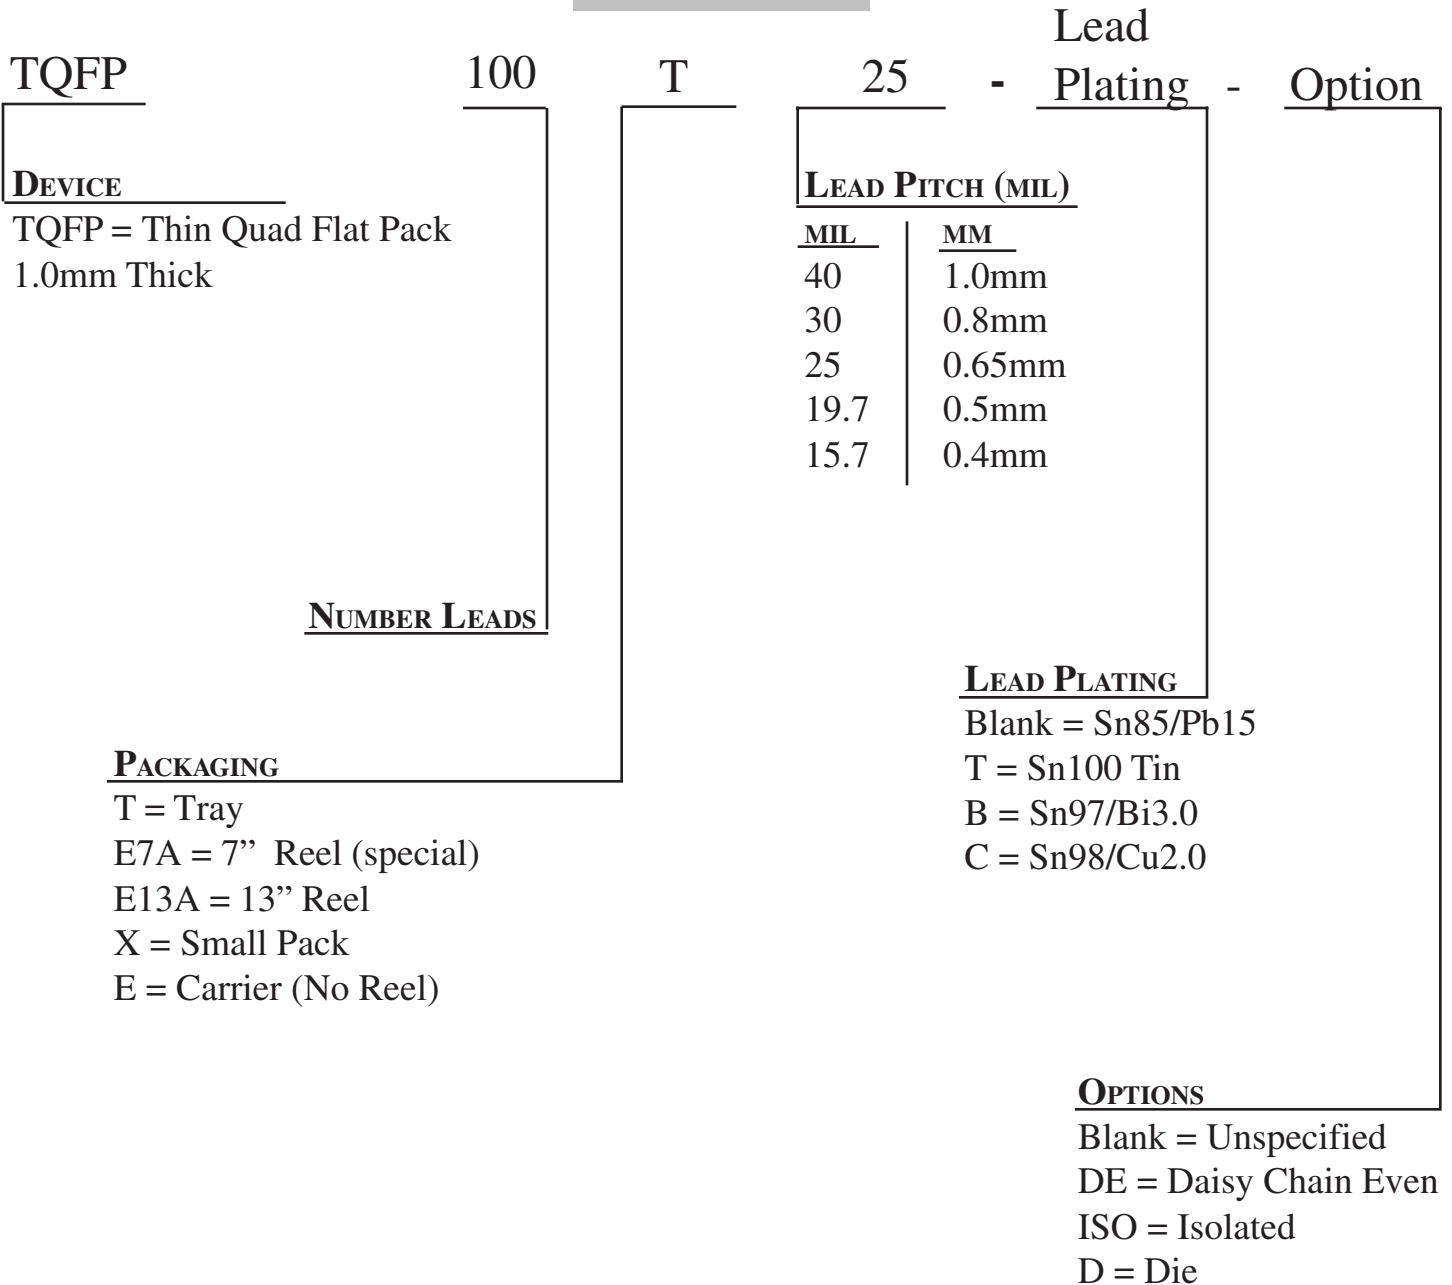 TQFP 100 T 25 - Lead Plating - Option
DEVICE
TQFP = Thin Quad Flat Pack
1.0mm Thick
LEAD PITCH (MIL)
MIL MM
40 1.0mm
30 0.8mm
25 0.65mm
19.7 0.5mm
15.7 0.4mm
NUMBER LEADS
LEAD PLATING
Blank = Sn85/Pb15
T = Sn100 Tin
B = Sn97/Bi3.0
C = Sn98/Cu2.0
PACKAGING
T = Tray
E7A = 7” Reel (special)
E13A = 13” Reel
X = Small Pack
E = Carrier (No Reel)
OPTIONS
Blank = Unspecified
DE = Daisy Chain Even
ISO = Isolated
D = Die